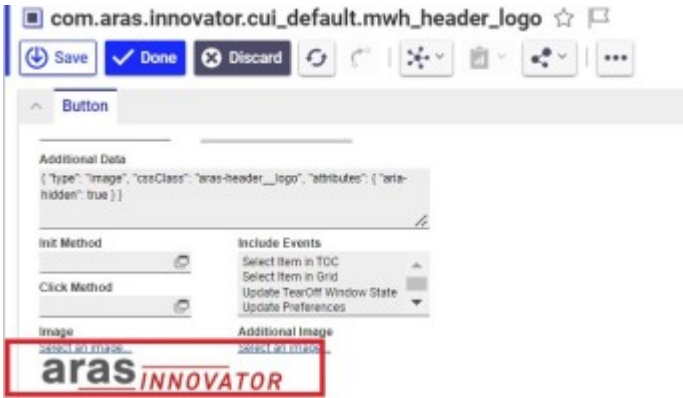 com.aras.innovator.cui_default.mwh_header_logo
Save Done Discard
Button
Additional Data
{ "type": "image", "cssClass": "aras-header__logo", "attributes": { "aria-
hidden": true } }
Init Method Include Events
Select Item in TOC
Select Item in Grid
Click Method
Update TearOff Window State
Update Preferences
Image Additional Image
Select an image... Select an image...
aras INNOVATOR